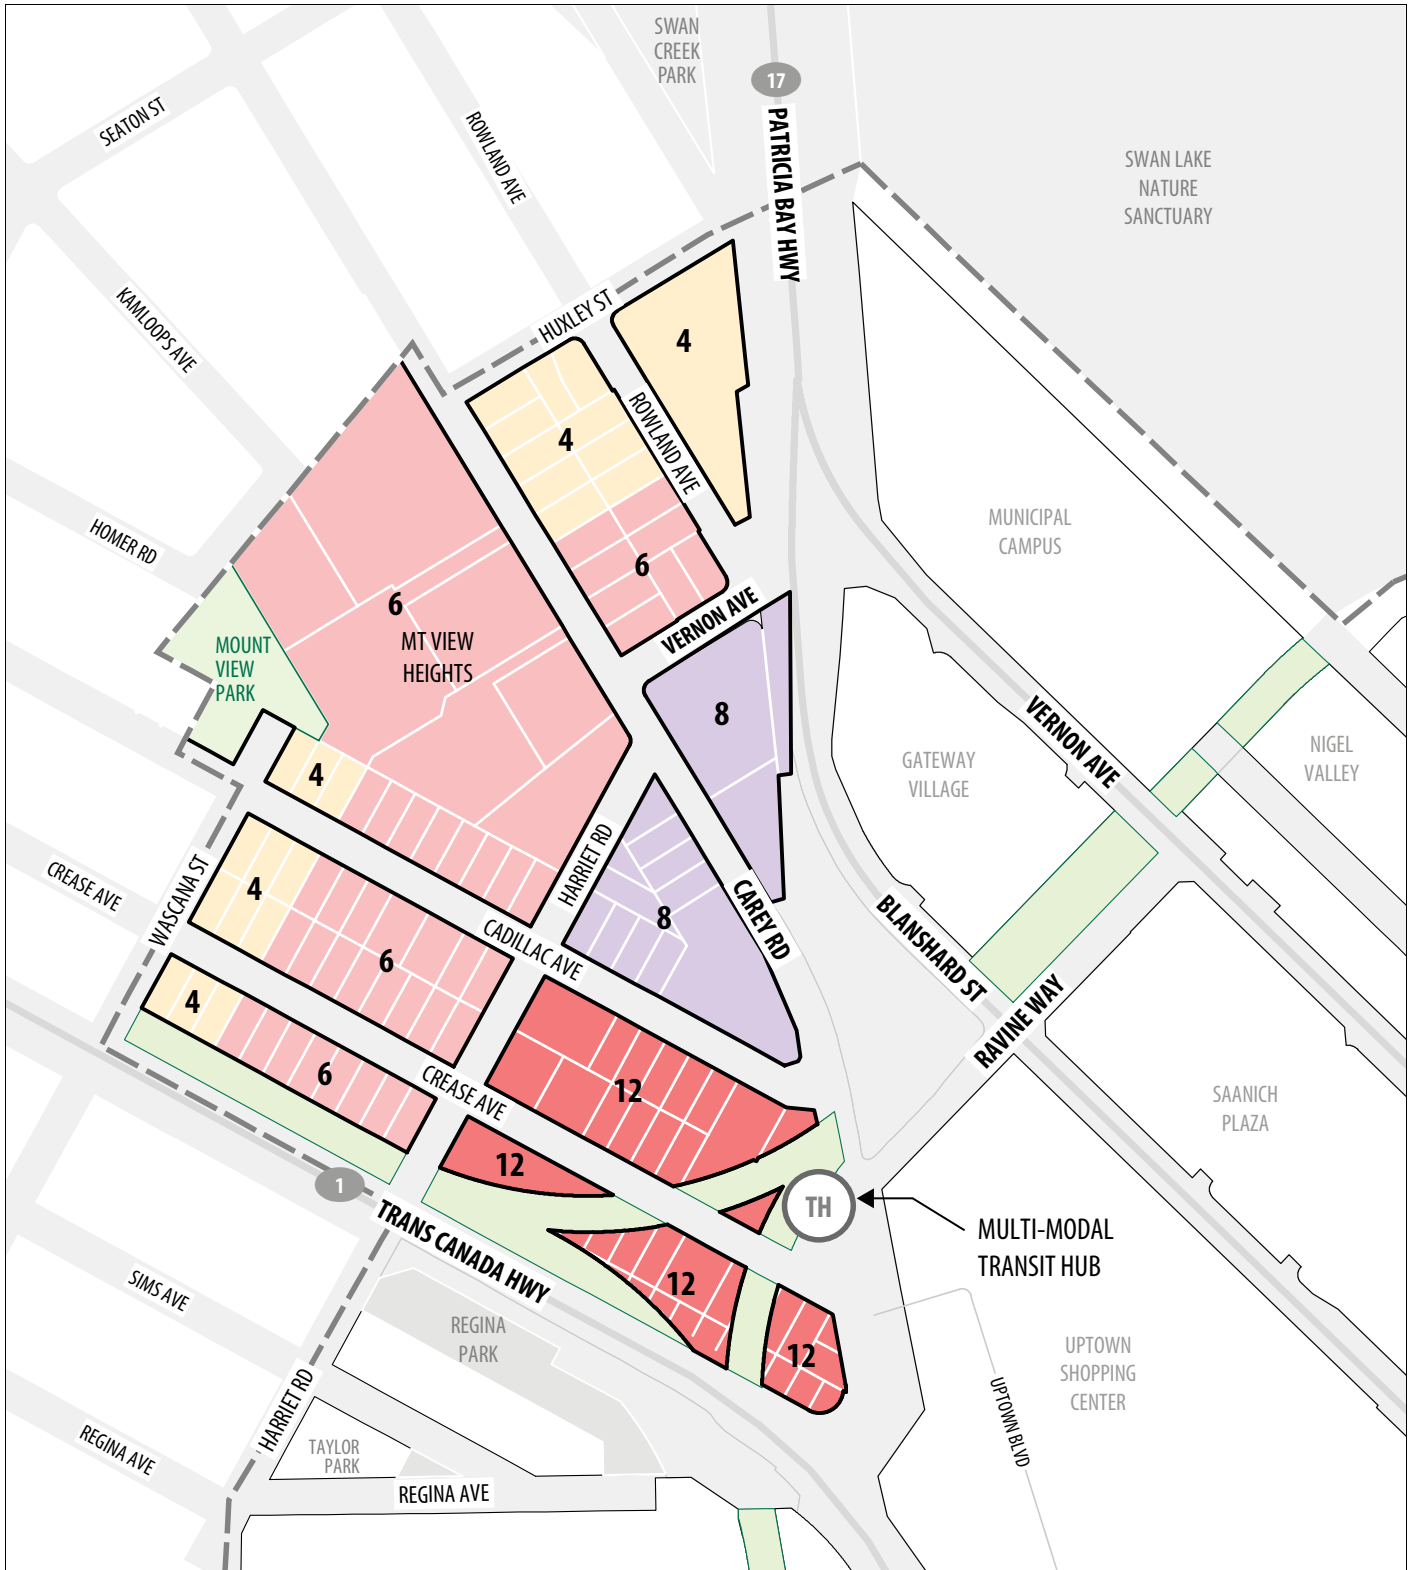 SWAN
CREEK
PARK
17
PATRICIA BAY HWY
SEATON ST
ROWLAND AVE
SWAN LAKE
NATURE
SANCTUARY
KAMLOOPS AVE
HUXLEY ST
4
4
ROWLAND AVE
HOMER RD
MUNICIPAL
CAMPUS
6
6
MT VIEW
HEIGHTS
VERNON AVE
MOUNT
VIEW
PARK
8
VERNON AVE
GATEWAY
VILLAGE
NIGEL
VALLEY
4
HARRIET RD
CREASE AVE
WASCANA ST
4
8
CAREY RD
BLANSHARD ST
CADILLAC AVE
6
4
RAVINE WAY
6
CREASE AVE
12
SAANICH
PLAZA
12
1
TH
TRANS CANADA HWY
MULTI-MODAL
TRANSIT HUB
SIMS AVE
12
REGINA
PARK
12
UPTOWN
SHOPPING
CENTER
UPTOWN BLVD
HARRIET RD
REGINA AVE
TAYLOR
PARK
REGINA AVE